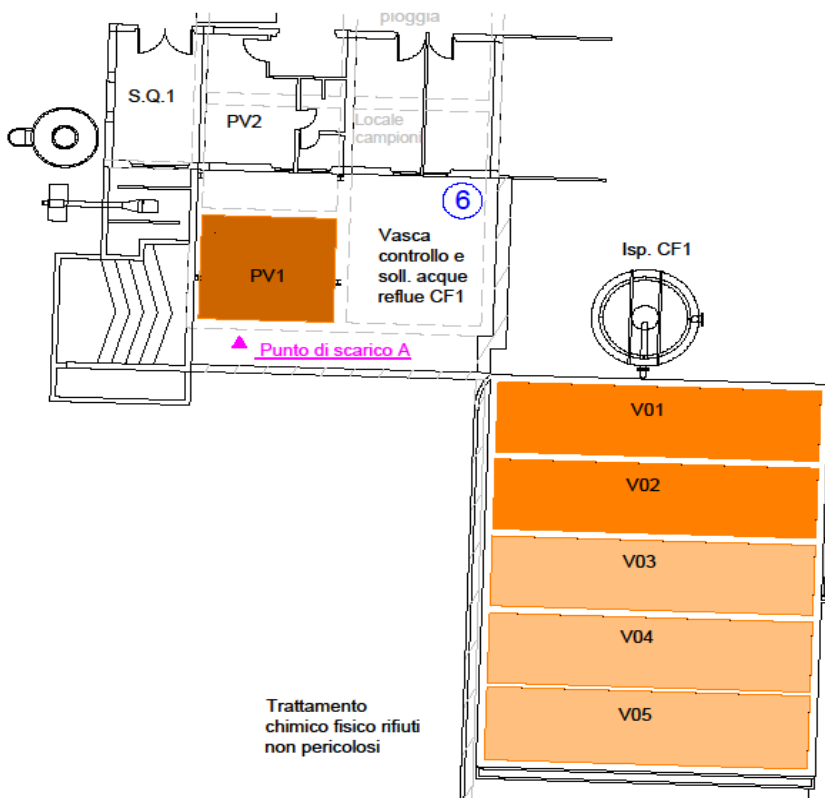 pioggia
S.Q.1
PV2
Locale
campioni
6
Vasca
controllo e
soll. acque
reflue CF1
PV1
Isp. CF1
Punto di scarico A
V01
V02
V03
V04
V05
Trattamento
chimico fisico rifiuti
non pericolosi